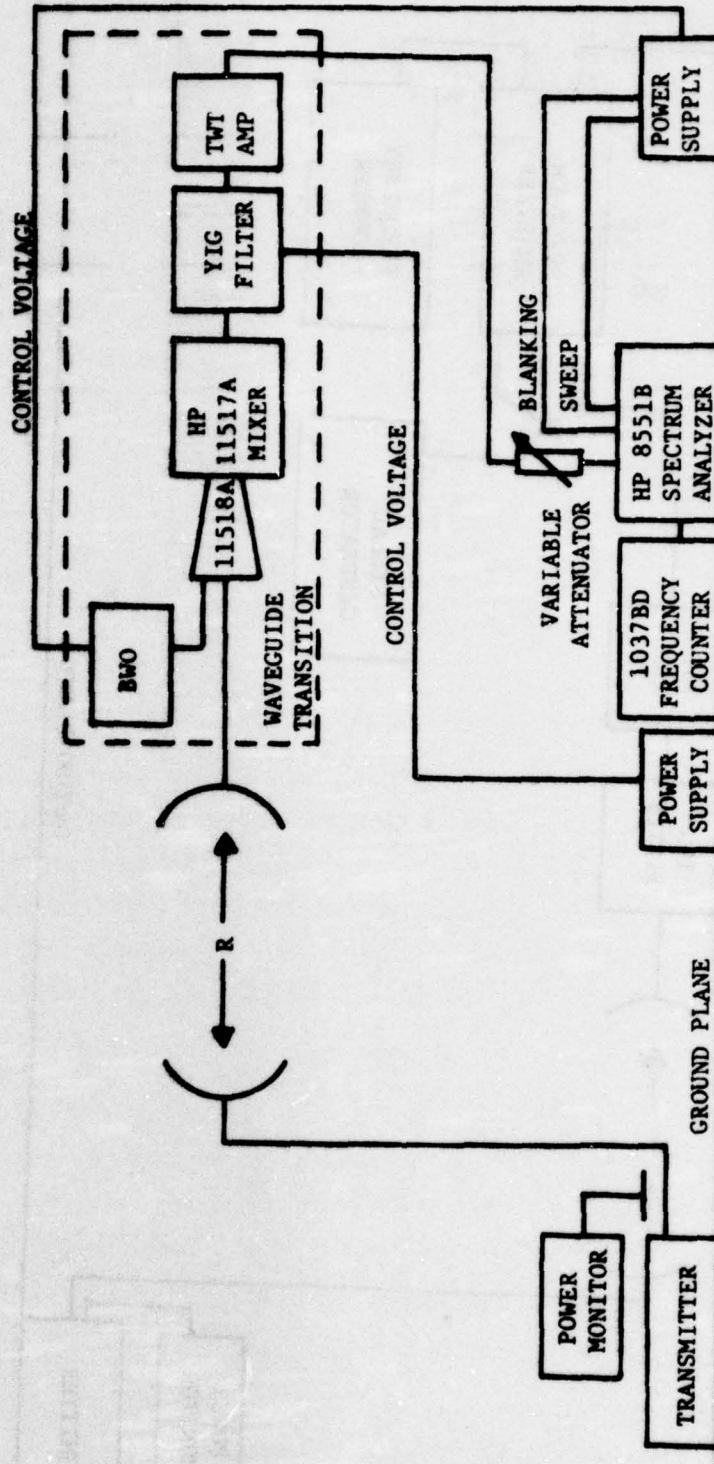 CONTROL VOLTAGE
BWO
11518A
HP
11517A
MIXER
YIG
FILTER
TWT
AMP
WAVEGUIDE
TRANSITION
R
CONTROL VOLTAGE
VARIABLE
ATTENUATOR
BLANKING
SWEEP
POWER
MONITOR
TRANSMITTER
GROUND PLANE
POWER
SUPPLY
1037BD
FREQUENCY
COUNTER
HP 8551B
SPECTRUM
ANALYZER
POWER
SUPPLY